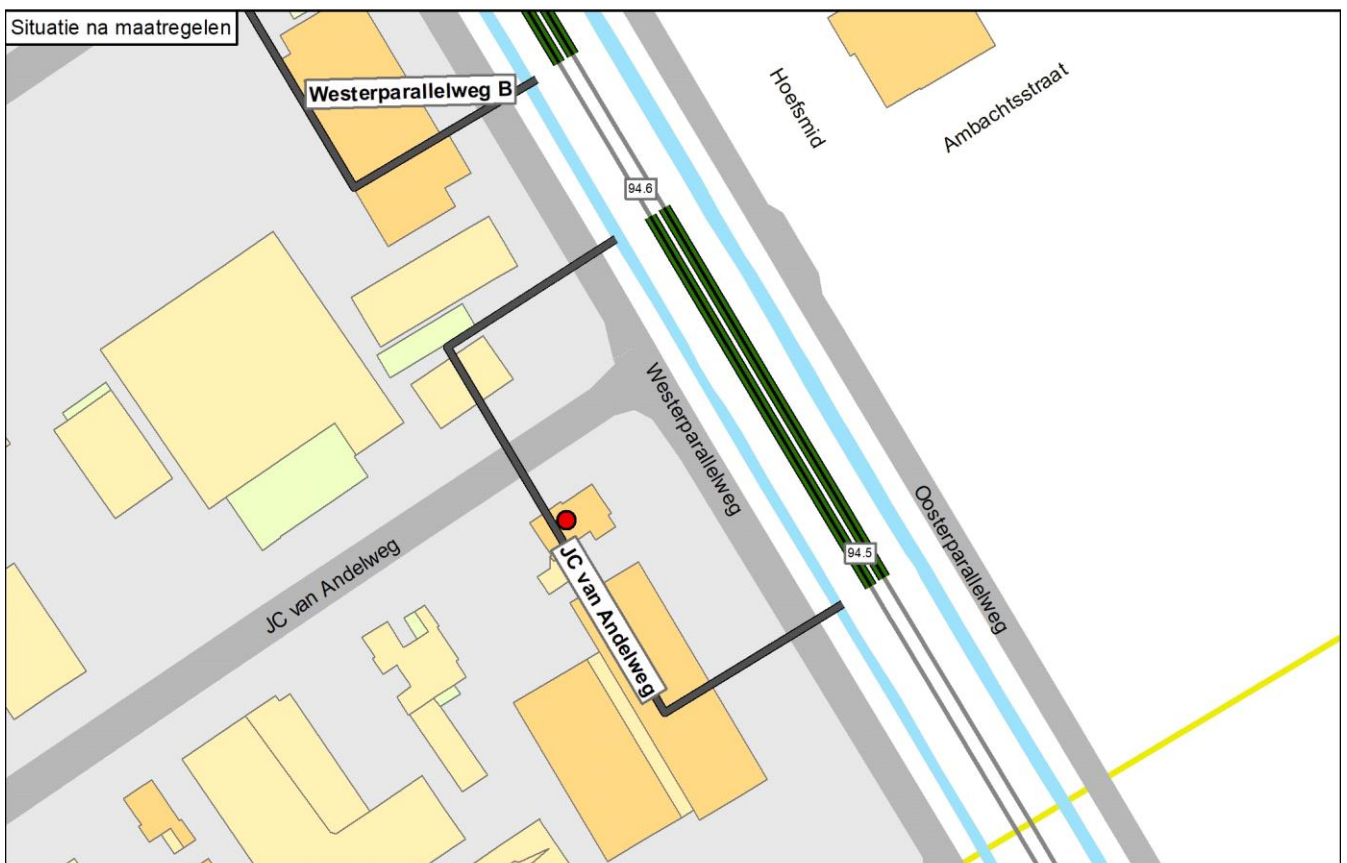 Situatie na maatregelen
Westerparallelweg B
Hoefsmid
Ambachtsstraat
94.6
Westerparallelweg
Oosterparallelweg
94.5
JC van Andelweg
JC van Andelweg